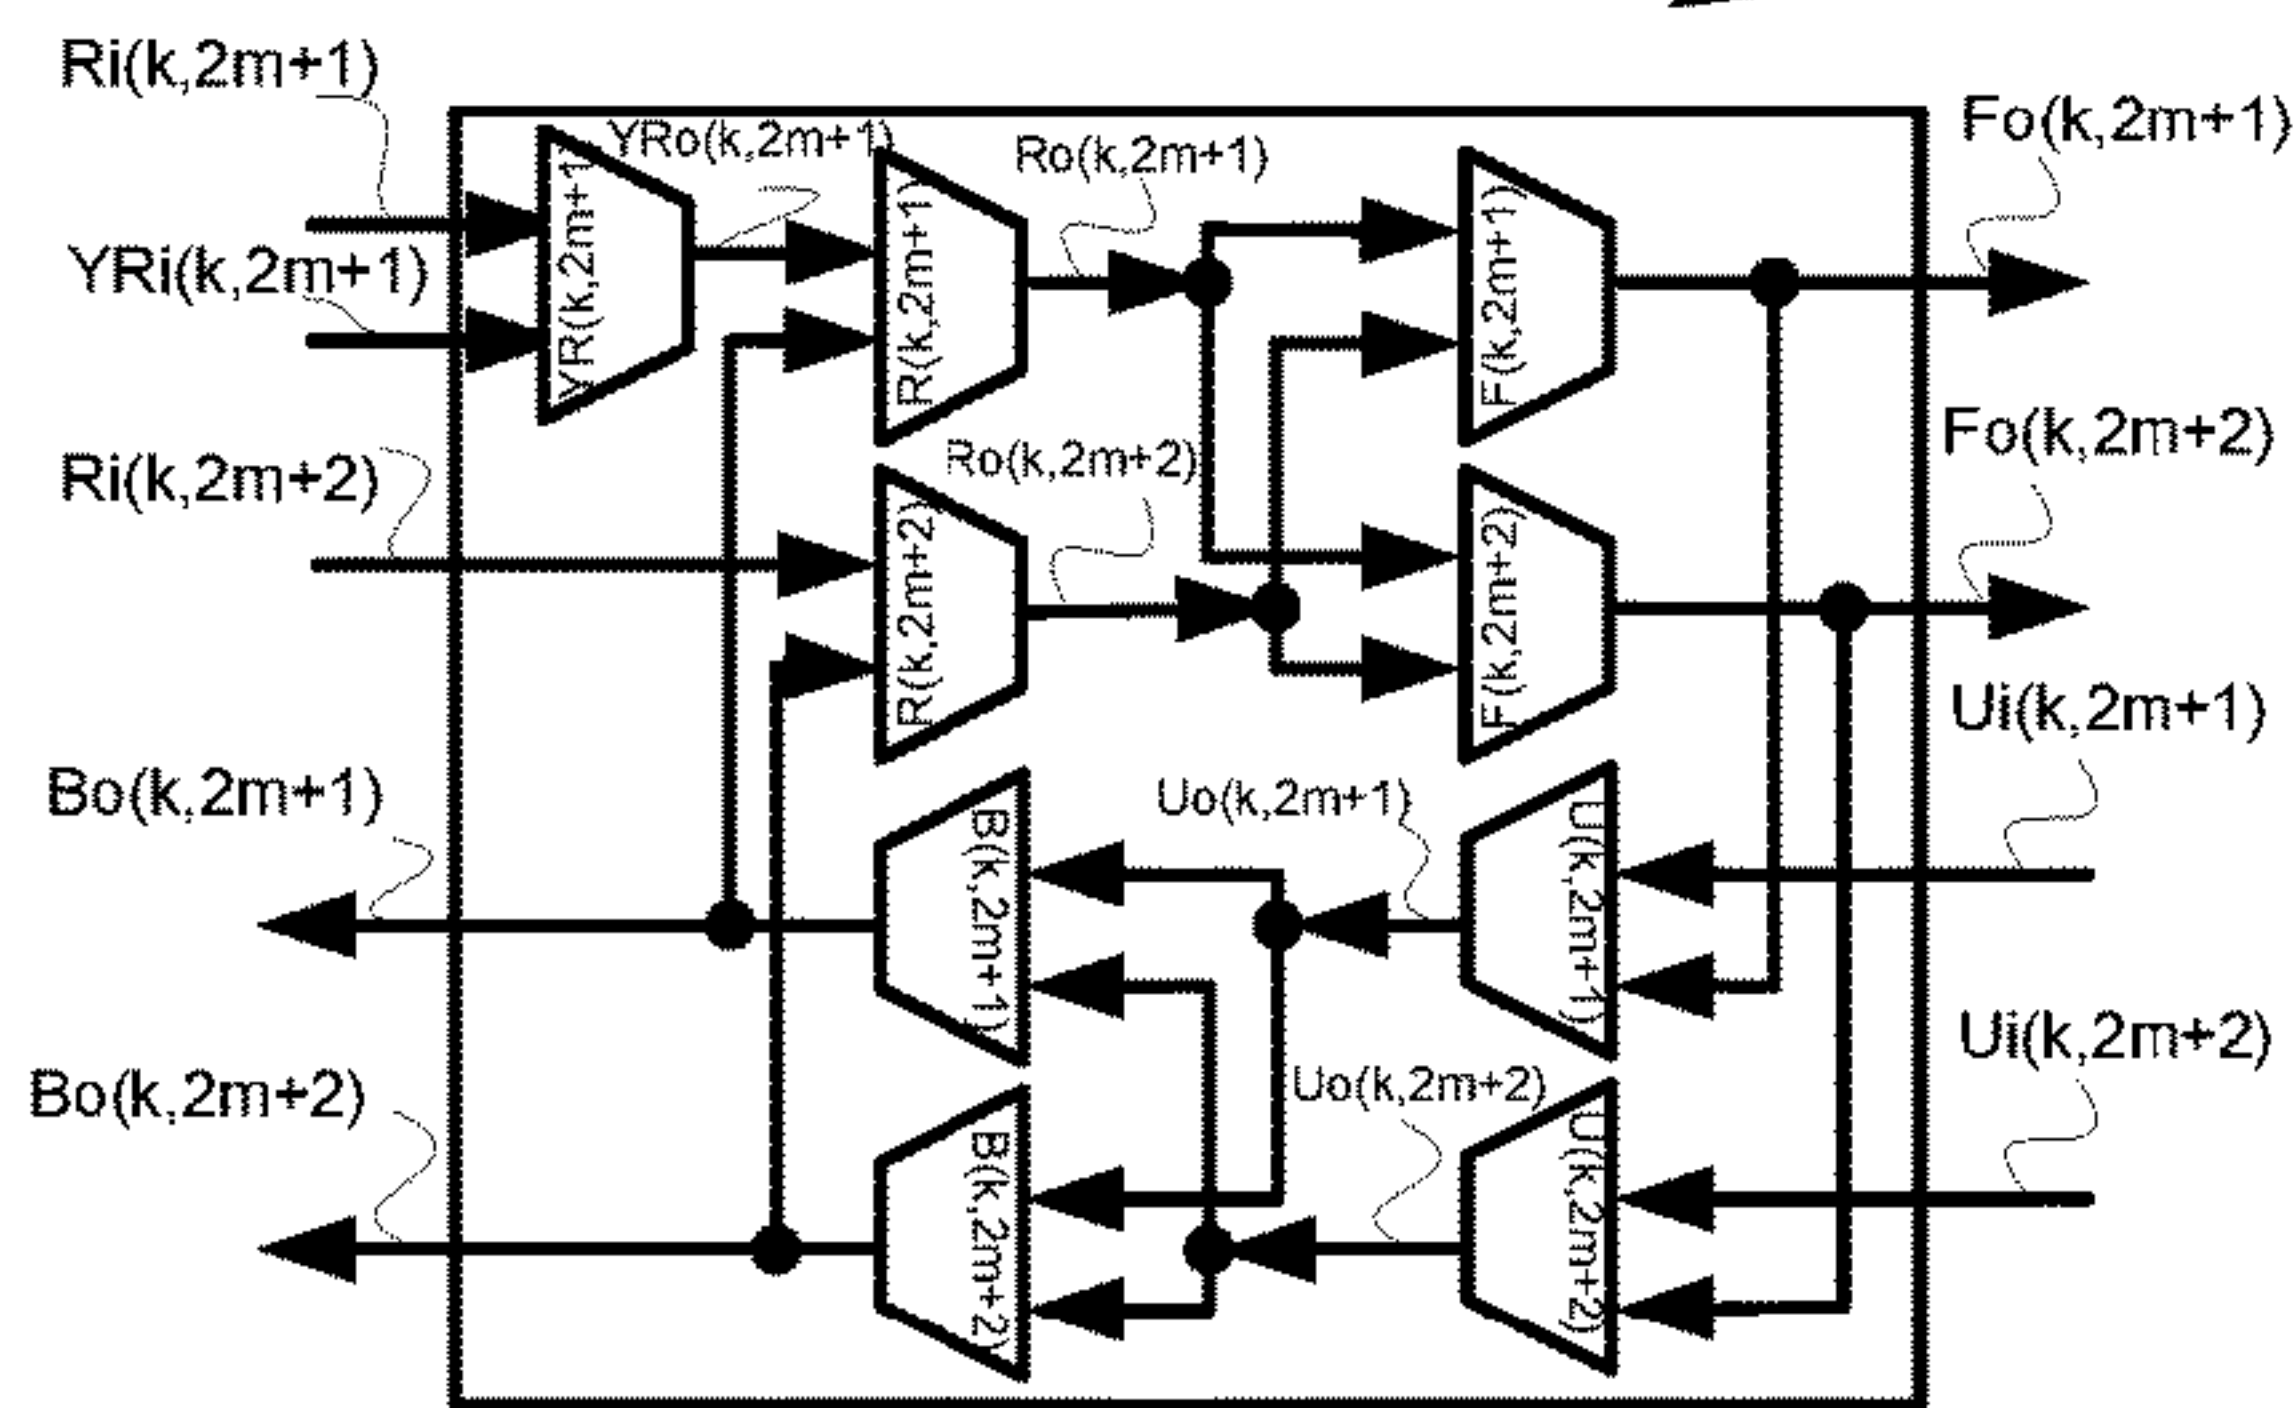 Ri(k,2m+1)
YRi(k,2m+1)
Ri(k,2m+2)
Bo(k,2m+1)
Bo(k,2m+2)
YR(k,2m+1)
YRo(k,2m+1)
R(k,2m+1)
Ro(k,2m+1)
F(k,2m+1)
R(k,2m+2)
Ro(k,2m+2)
F(k,2m+2)
B(k,2m+1)
Uo(k,2m+1)
U(k,2m+1)
B(k,2m+2)
Uo(k,2m+2)
U(k,2m+2)
Fo(k,2m+1)
Fo(k,2m+2)
Ui(k,2m+1)
Ui(k,2m+2)